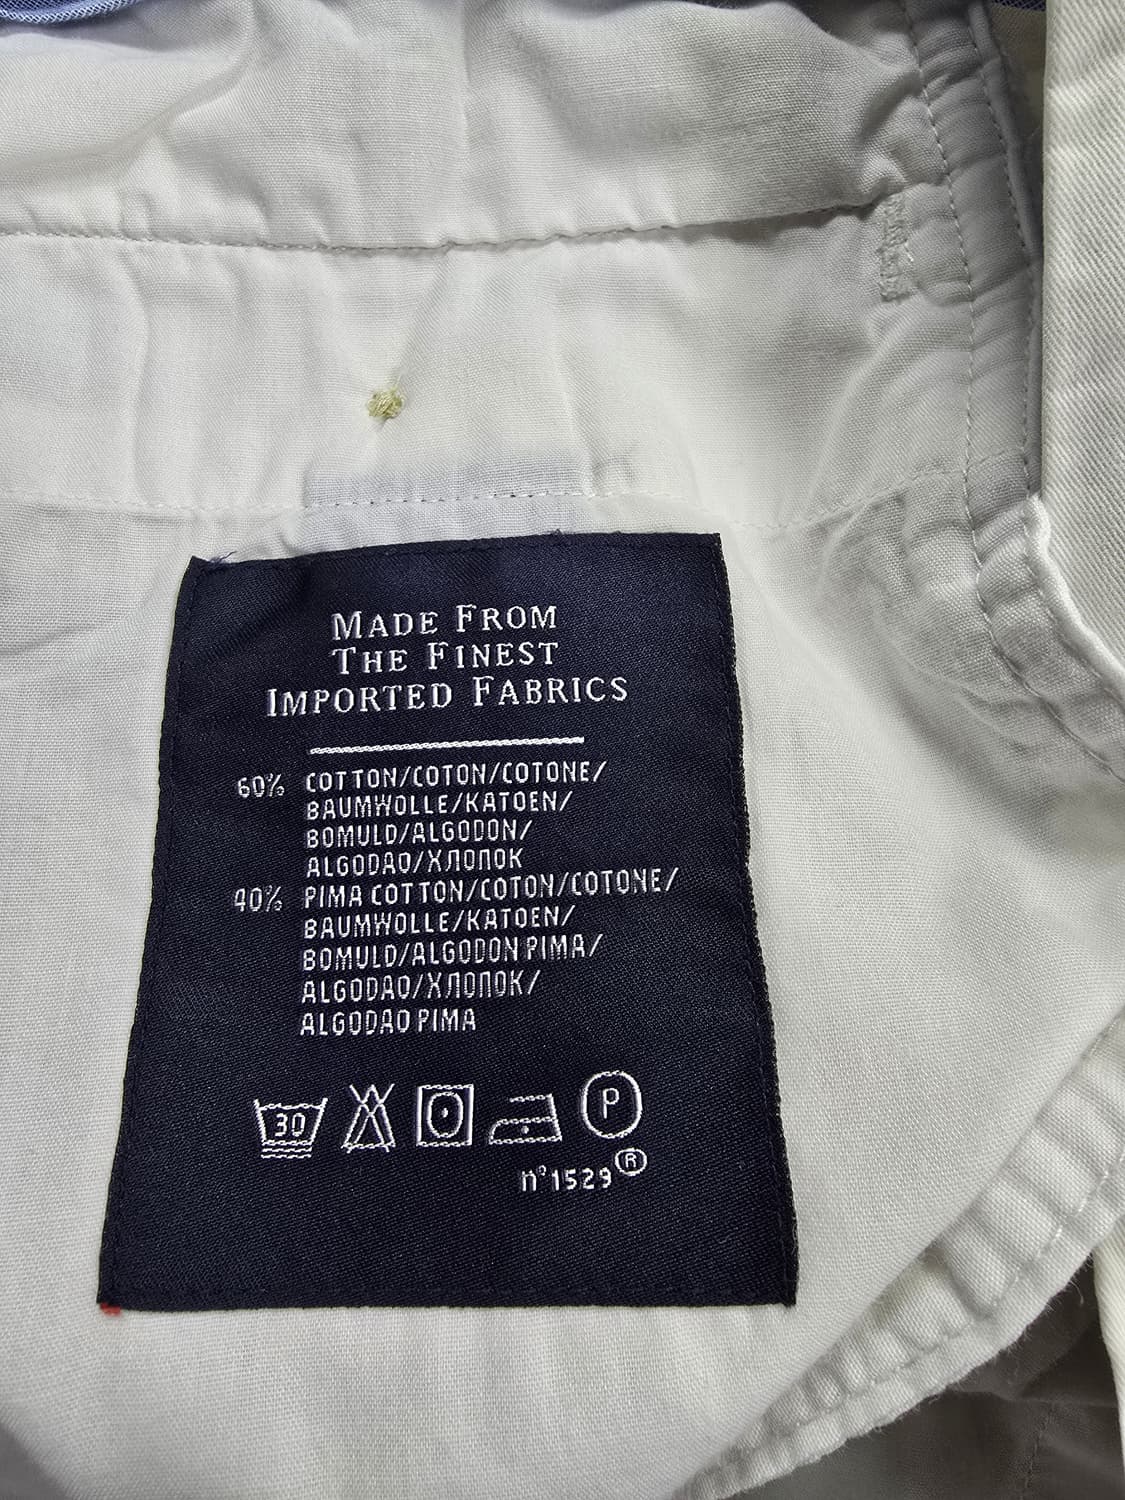 MADE FROM
THE FINEST
IMPORTED FABRICS
60% COTTON/COTON/COTONE/
BAUMWOLLE/KATOEN/
BOMULD/ALGODON/
ALGODAO/ХЛОПОК
40% PIMA COTTON/COTON/COTONE/
BAUMWOLLE/KATOEN/
BOMULD/ALGODON PIMA/
ALGODAO/ХЛОПОК/
ALGODAO PIMA
30 P
n°1529®